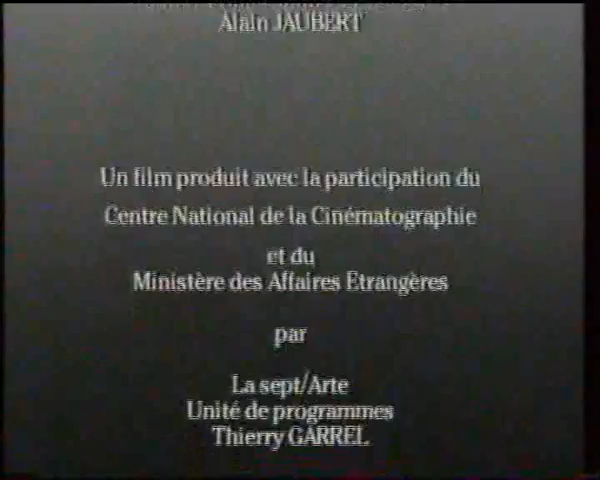 Alain JAUBERT
Un film produit avec la participation du
Centre National de la Cinématographie
et du
Ministère des Affaires Etrangères
par
La sept/Arte
Unité de programmes
Thierry GARREL